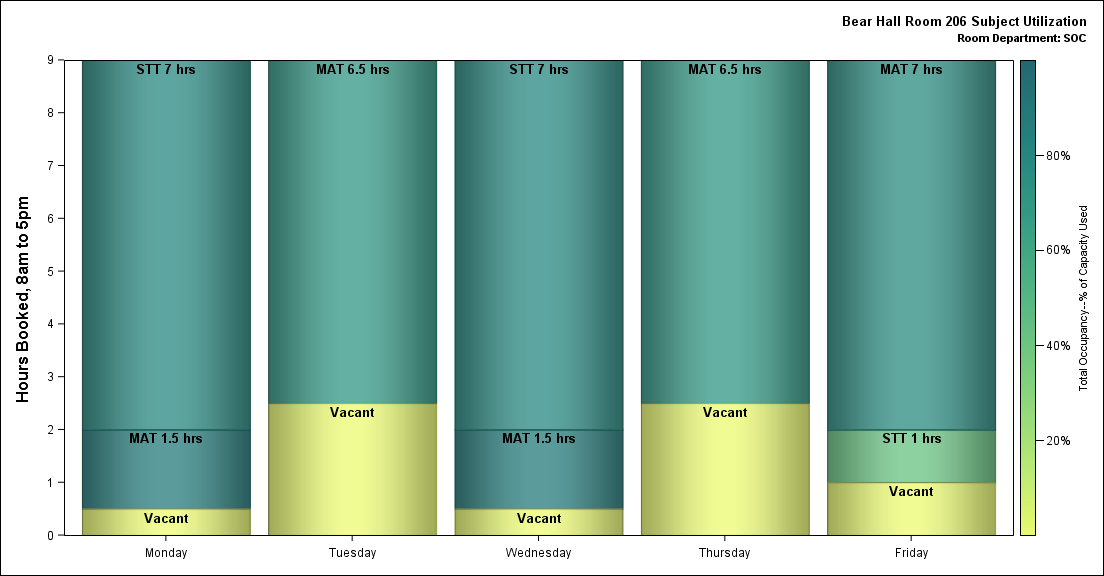 Bear Hall Room 206 Subject Utilization
Room Department: SOC
Hours Booked, 8am to 5pm
9
8
7
6
5
4
3
2
1
0
STT 7 hrs
MAT 1.5 hrs
Vacant
MAT 6.5 hrs
Vacant
STT 7 hrs
MAT 1.5 hrs
Vacant
MAT 6.5 hrs
Vacant
MAT 7 hrs
STT 1 hrs
Vacant
Monday
Tuesday
Wednesday
Thursday
Friday
80%
60%
40%
20%
Total Occupancy--% of Capacity Used